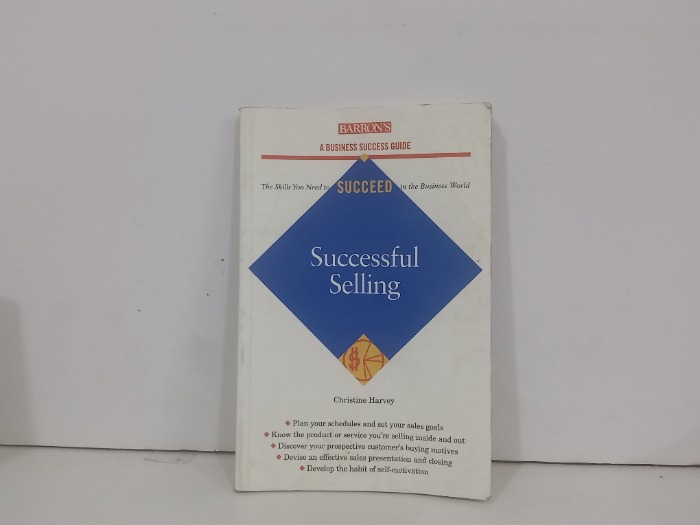 BARRON'S
A BUSINESS SUCCESS GUIDE
The Skills You Need to SUCCEED in the Business World
Successful
Selling
$
Christine Harvey
◆ Plan your schedules and set your sales goals
◆ Know the product or service you're selling inside and out
◆ Discover your prospective customer's buying motives
◆ Devise an effective sales presentation and closing
◆ Develop the habit of self-motivation